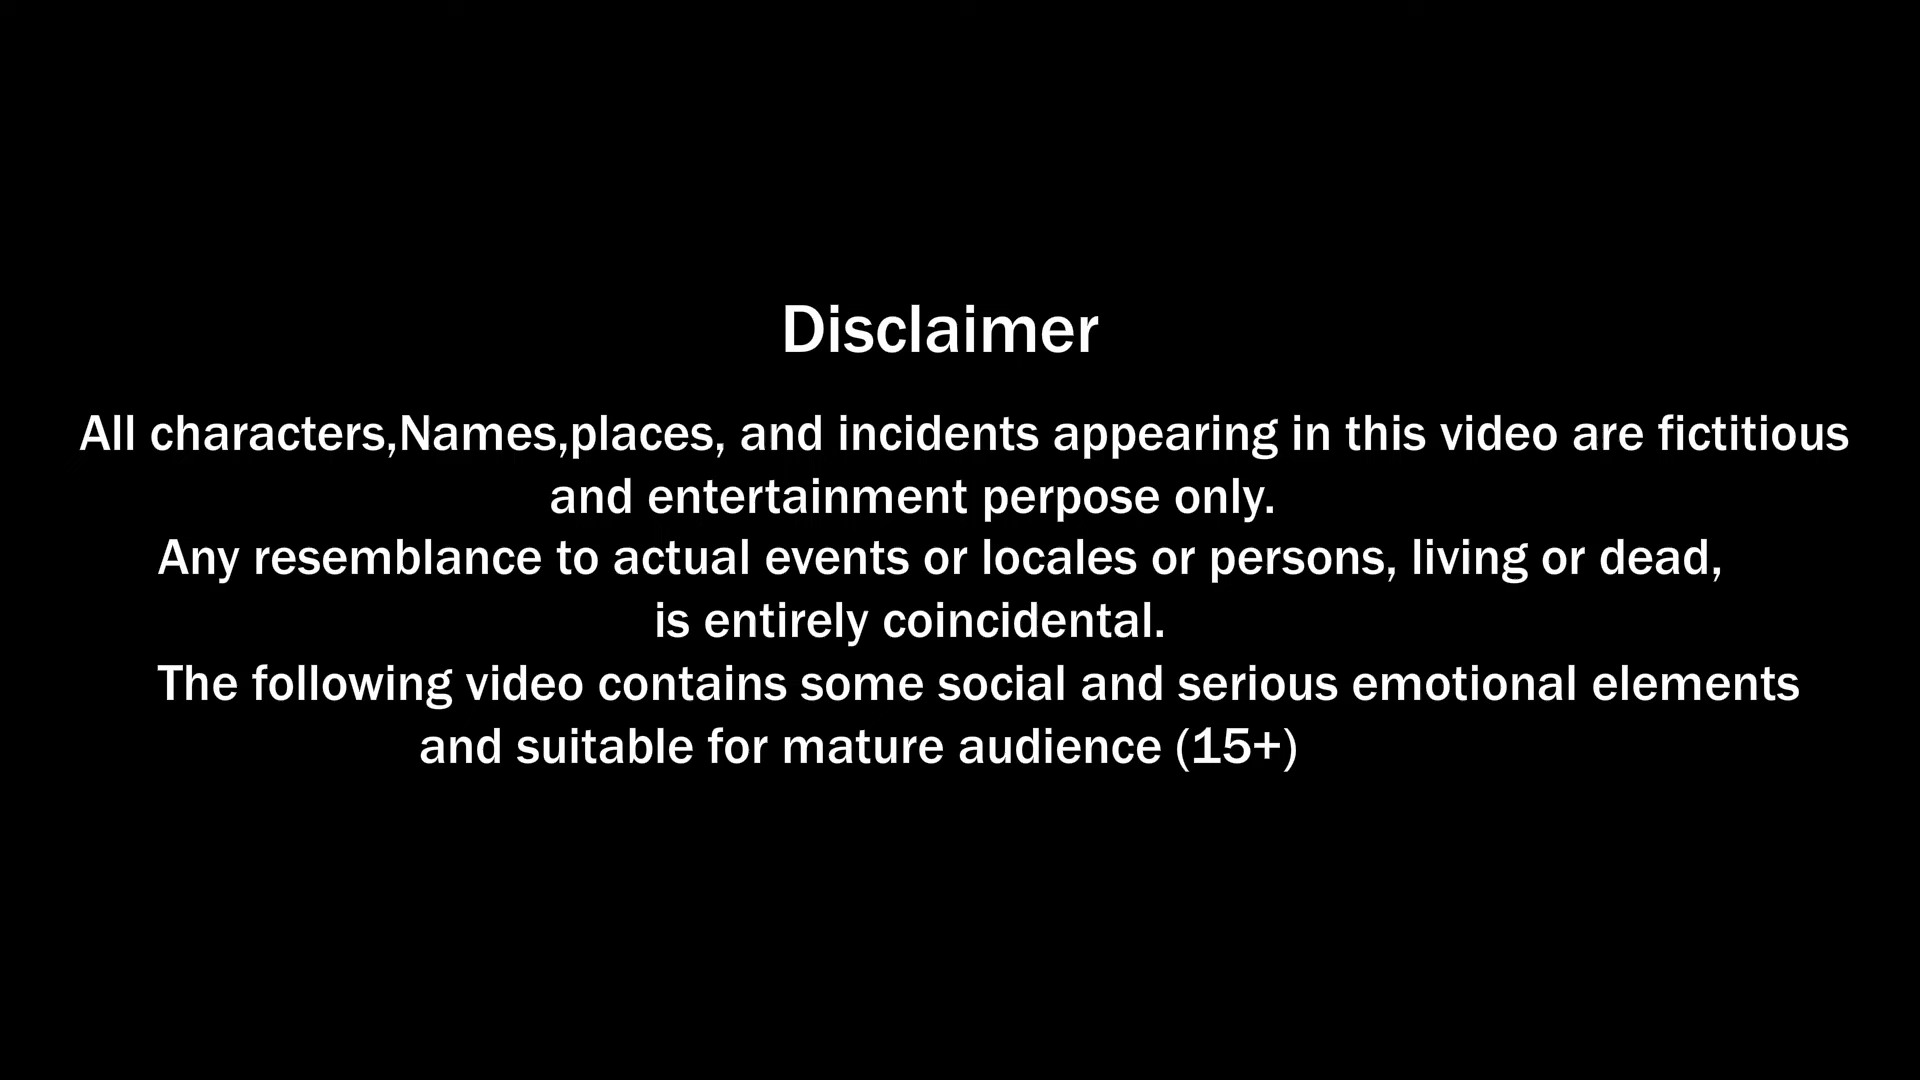 Disclaimer
All characters,Names,places, and incidents appearing in this video are fictitious
and entertainment perpose only.
Any resemblance to actual events or locales or persons, living or dead,
is entirely coincidental.
The following video contains some social and serious emotional elements
and suitable for mature audience (15+)